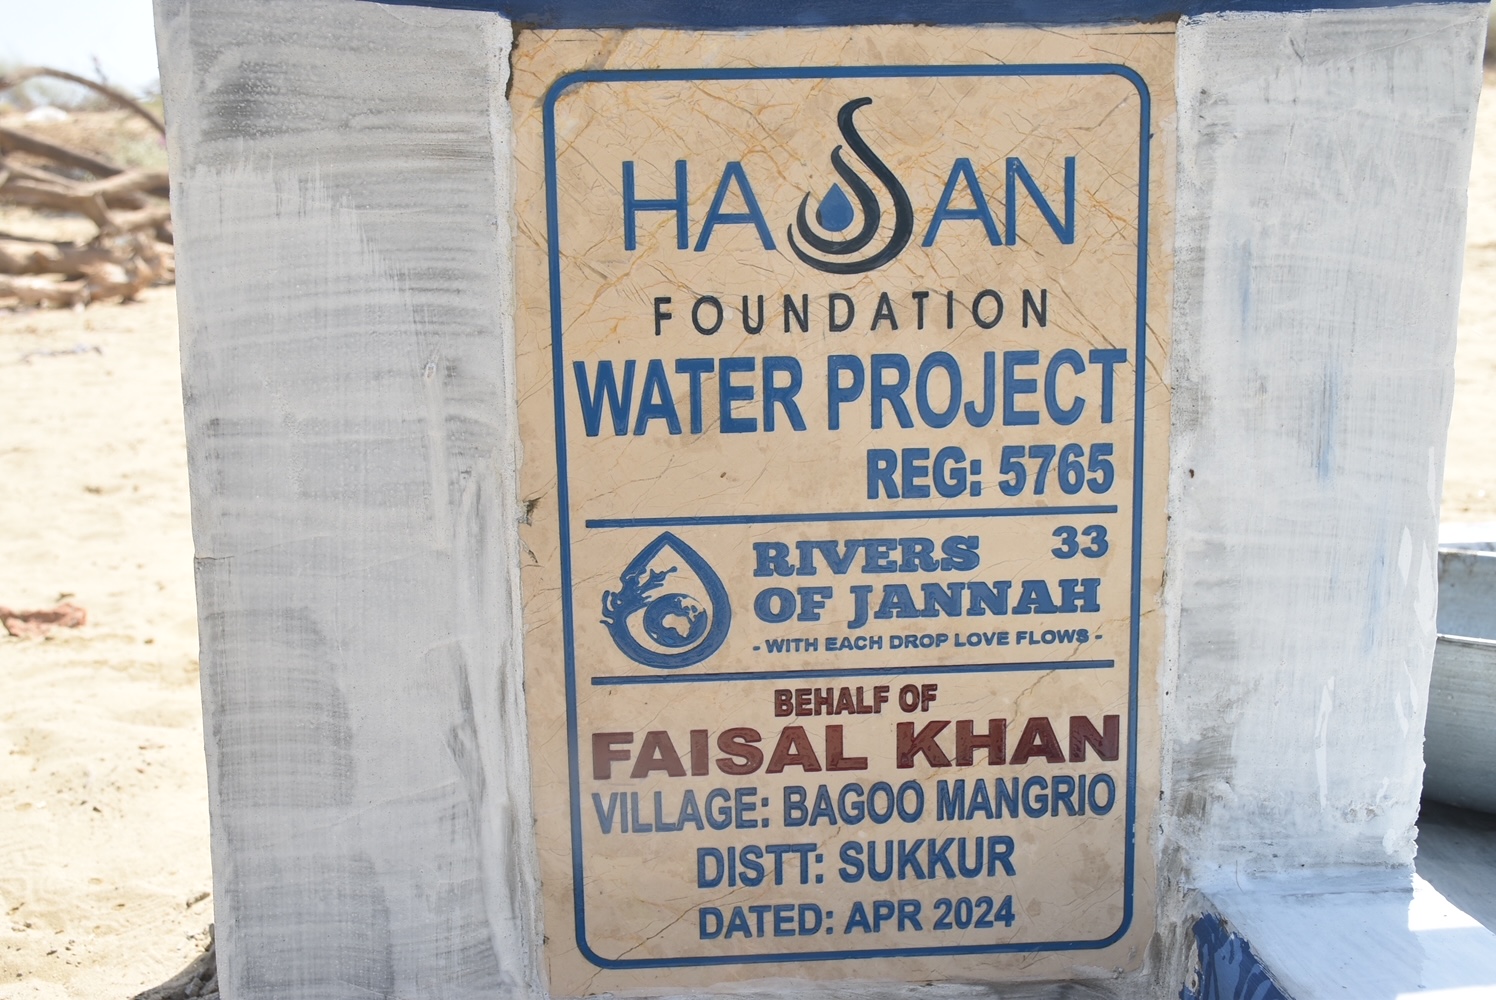 HASSAN
FOUNDATION
WATER PROJECT
REG: 5765
RIVERS 33
OF JANNAH
- WITH EACH DROP LOVE FLOWS -
BEHALF OF
FAISAL KHAN
VILLAGE: BAGOO MANGRIO
DISTT: SUKKUR
DATED: APR 2024